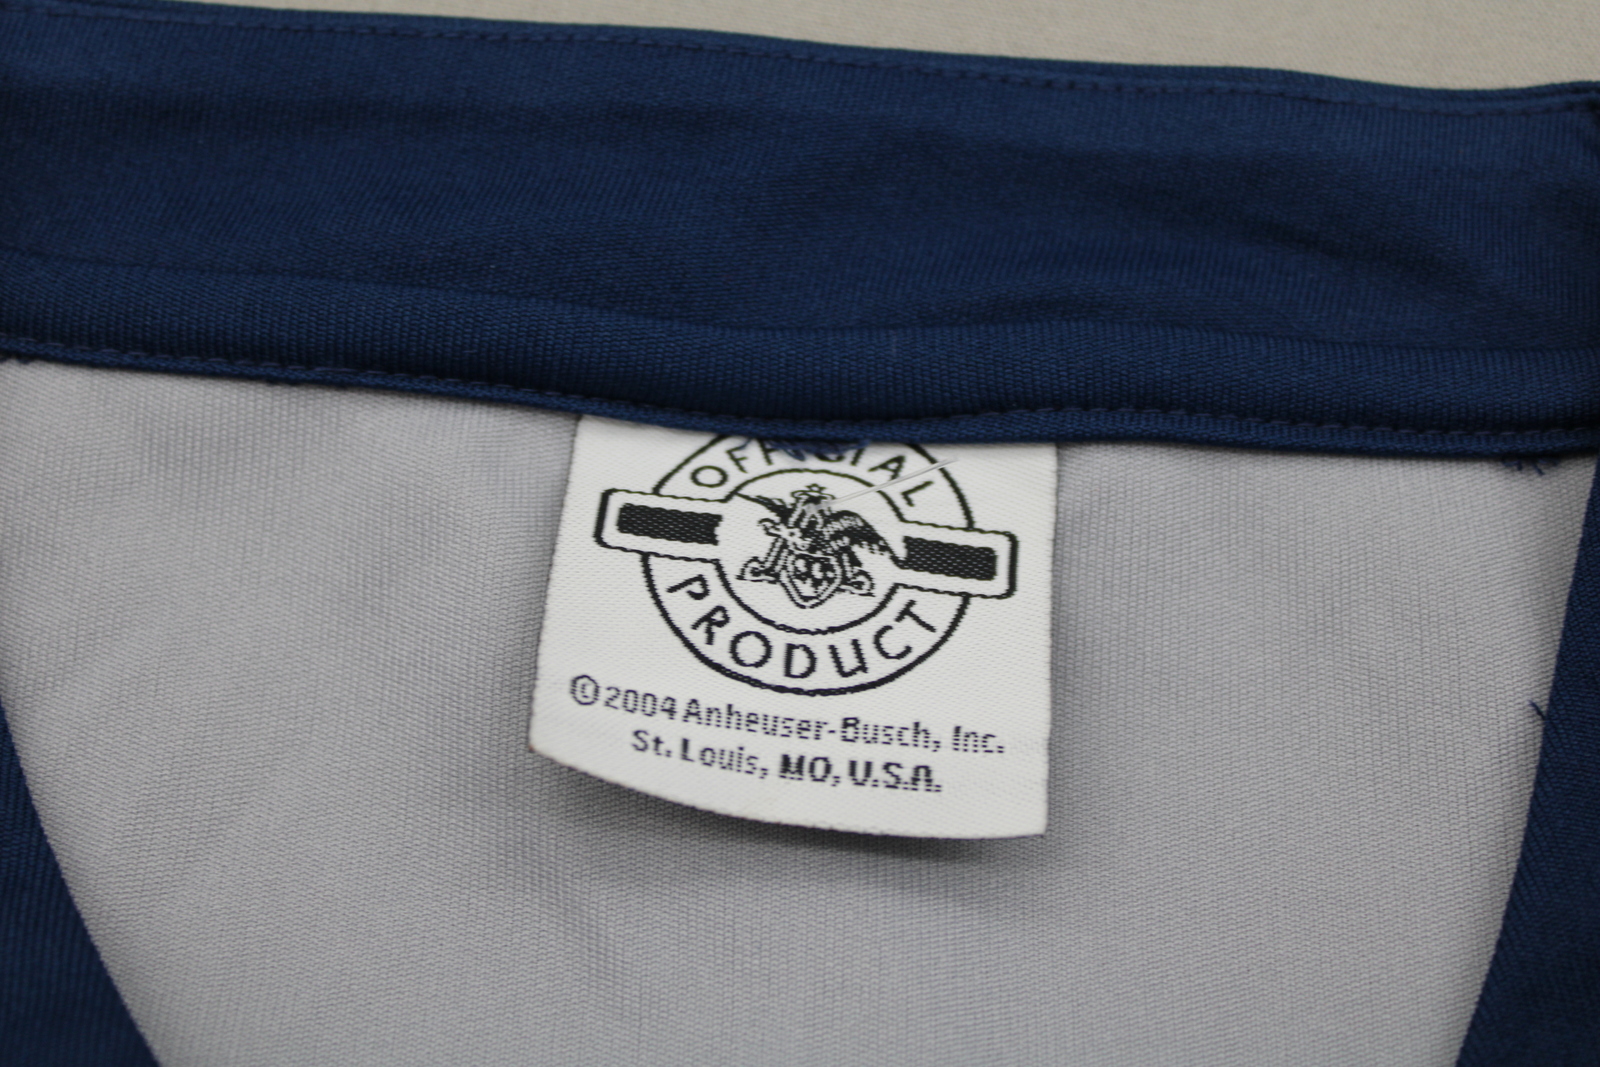 OFFICIAL
PRODUCT
©2004 Anheuser-Busch, Inc.
St. Louis, MO, U.S.A.